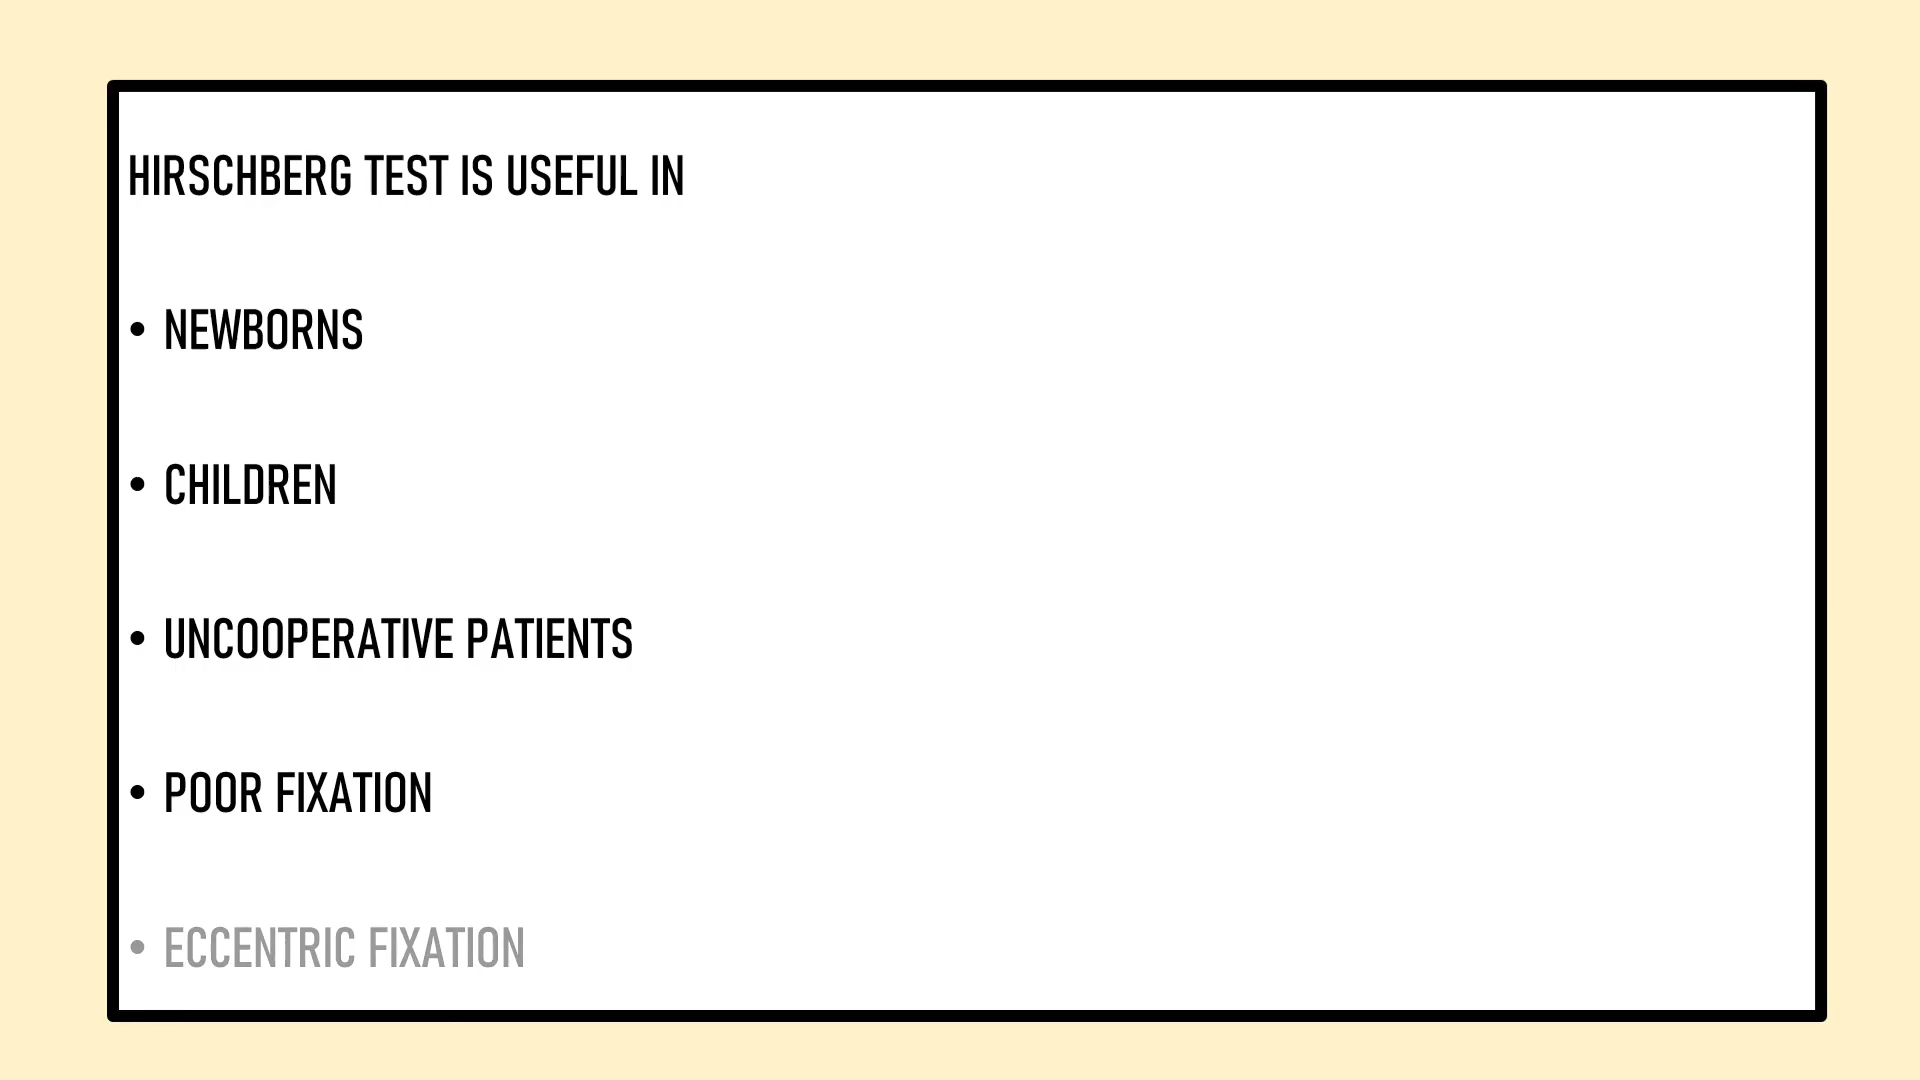 HIRSCHBERG TEST IS USEFUL IN
• NEWBORNS
• CHILDREN
• UNCOOPERATIVE PATIENTS
• POOR FIXATION
• ECCENTRIC FIXATION